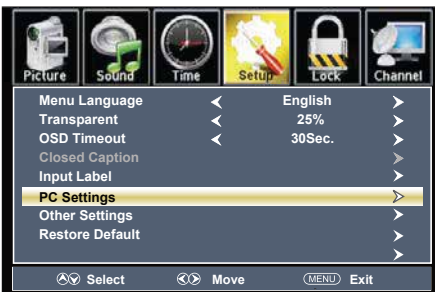 Picture Sound Time Setup Lock Channel
Menu Language English
Transparent 25%
OSD Timeout 30Sec.
Closed Caption
Input Label
PC Settings
Other Settings
Restore Default
Select Move MENU Exit